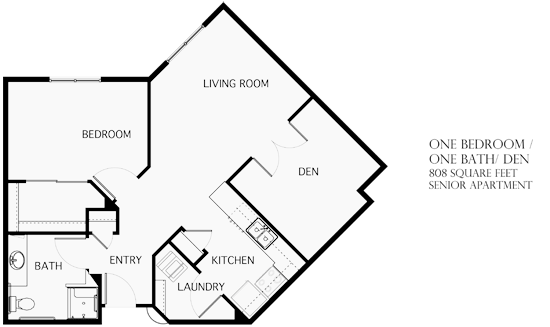 LIVING ROOM
BEDROOM
DEN
ONE BEDROOM /
ONE BATH/ DEN
808 SQUARE FEET
SENIOR APARTMENT
BATH
ENTRY
KITCHEN
LAUNDRY